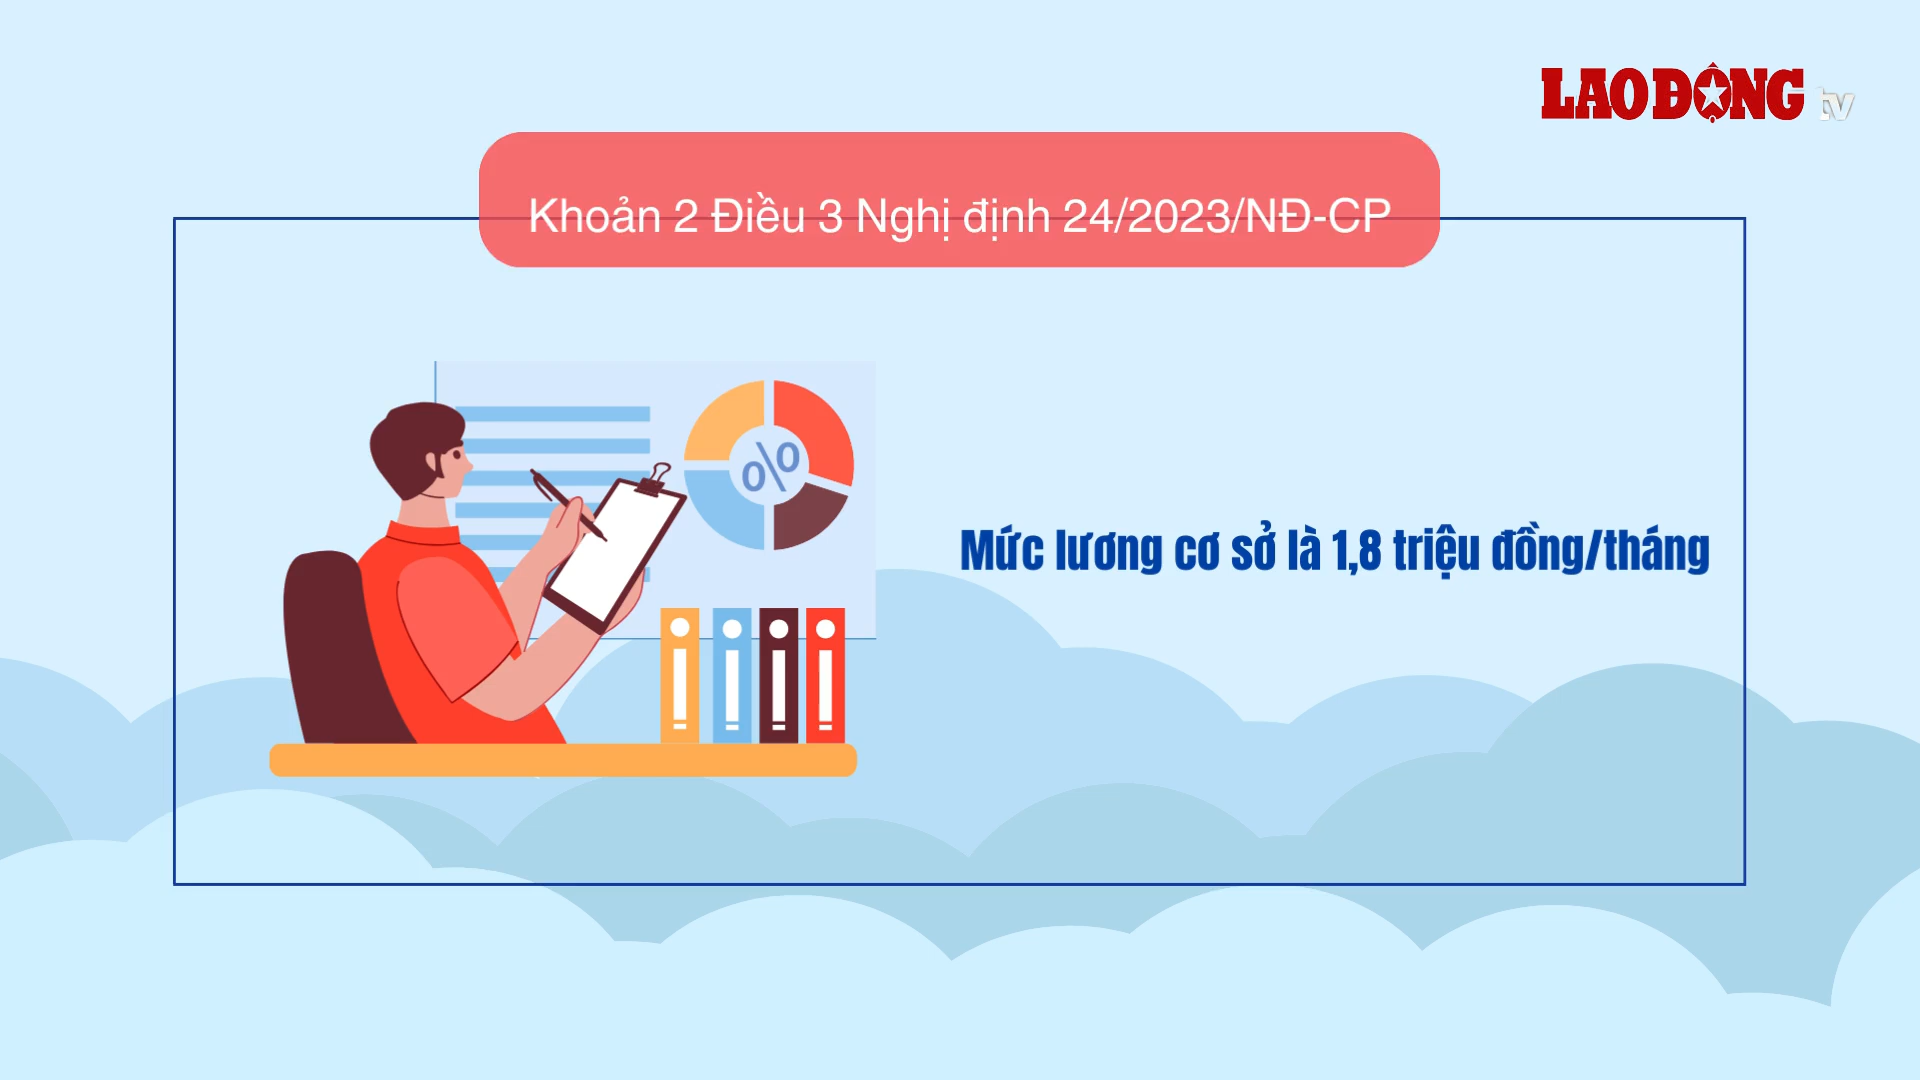 LAO ĐỘNG tv
Khoản 2 Điều 3 Nghị định 24/2023/NĐ-CP
%
Mức lương cơ sở là 1,8 triệu đồng/tháng